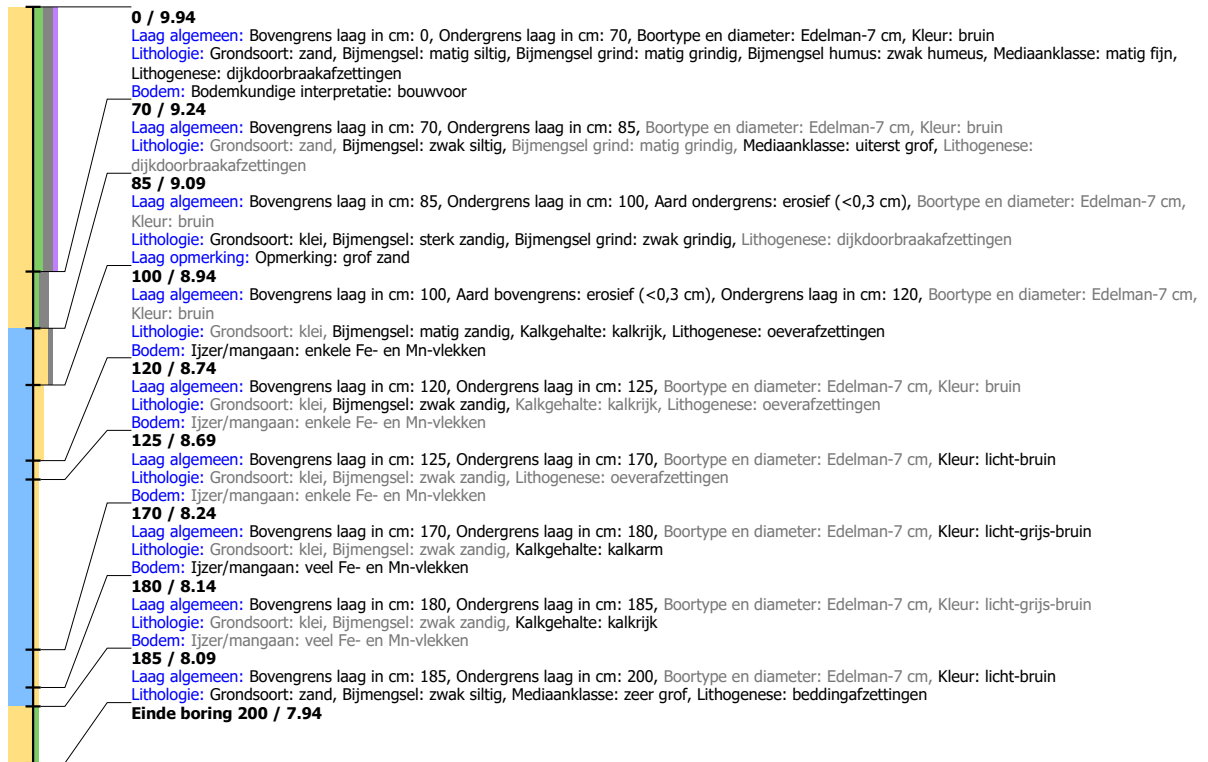 0 / 9.94
Laag algemeen: Bovengrens laag in cm: 0, Ondergrens laag in cm: 70, Boortype en diameter: Edelman-7 cm, Kleur: bruin
Lithologie: Grondsoort: zand, Bijmengsel: matig siltig, Bijmengsel grind: matig grindig, Bijmengsel humus: zwak humeus, Mediaanklasse: matig fijn,
Lithogenese: dijkdoorbraakafzettingen
Bodem: Bodemkundige interpretatie: bouwvoor
70 / 9.24
Laag algemeen: Bovengrens laag in cm: 70, Ondergrens laag in cm: 85, Boortype en diameter: Edelman-7 cm, Kleur: bruin
Lithologie: Grondsoort: zand, Bijmengsel: zwak siltig, Bijmengsel grind: matig grindig, Mediaanklasse: uiterst grof, Lithogenese:
dijkdoorbraakafzettingen
85 / 9.09
Laag algemeen: Bovengrens laag in cm: 85, Ondergrens laag in cm: 100, Aard ondergrens: erosief (<0,3 cm), Boortype en diameter: Edelman-7 cm,
Kleur: bruin
Lithologie: Grondsoort: klei, Bijmengsel: sterk zandig, Bijmengsel grind: zwak grindig, Lithogenese: dijkdoorbraakafzettingen
Laag opmerking: Opmerking: grof zand
100 / 8.94
Laag algemeen: Bovengrens laag in cm: 100, Aard bovengrens: erosief (<0,3 cm), Ondergrens laag in cm: 120, Boortype en diameter: Edelman-7 cm,
Kleur: bruin
Lithologie: Grondsoort: klei, Bijmengsel: matig zandig, Kalkgehalte: kalkrijk, Lithogenese: oeverafzettingen
Bodem: Ijzer/mangaan: enkele Fe- en Mn-vlekken
120 / 8.74
Laag algemeen: Bovengrens laag in cm: 120, Ondergrens laag in cm: 125, Boortype en diameter: Edelman-7 cm, Kleur: bruin
Lithologie: Grondsoort: klei, Bijmengsel: zwak zandig, Kalkgehalte: kalkrijk, Lithogenese: oeverafzettingen
Bodem: Ijzer/mangaan: enkele Fe- en Mn-vlekken
125 / 8.69
Laag algemeen: Bovengrens laag in cm: 125, Ondergrens laag in cm: 170, Boortype en diameter: Edelman-7 cm, Kleur: licht-bruin
Lithologie: Grondsoort: klei, Bijmengsel: zwak zandig, Lithogenese: oeverafzettingen
Bodem: Ijzer/mangaan: enkele Fe- en Mn-vlekken
170 / 8.24
Laag algemeen: Bovengrens laag in cm: 170, Ondergrens laag in cm: 180, Boortype en diameter: Edelman-7 cm, Kleur: licht-grijs-bruin
Lithologie: Grondsoort: klei, Bijmengsel: zwak zandig, Kalkgehalte: kalkarm
Bodem: Ijzer/mangaan: veel Fe- en Mn-vlekken
180 / 8.14
Laag algemeen: Bovengrens laag in cm: 180, Ondergrens laag in cm: 185, Boortype en diameter: Edelman-7 cm, Kleur: licht-grijs-bruin
Lithologie: Grondsoort: klei, Bijmengsel: zwak zandig, Kalkgehalte: kalkrijk
Bodem: Ijzer/mangaan: veel Fe- en Mn-vlekken
185 / 8.09
Laag algemeen: Bovengrens laag in cm: 185, Ondergrens laag in cm: 200, Boortype en diameter: Edelman-7 cm, Kleur: licht-bruin
Lithologie: Grondsoort: zand, Bijmengsel: zwak siltig, Mediaanklasse: zeer grof, Lithogenese: beddingafzettingen
Einde boring 200 / 7.94